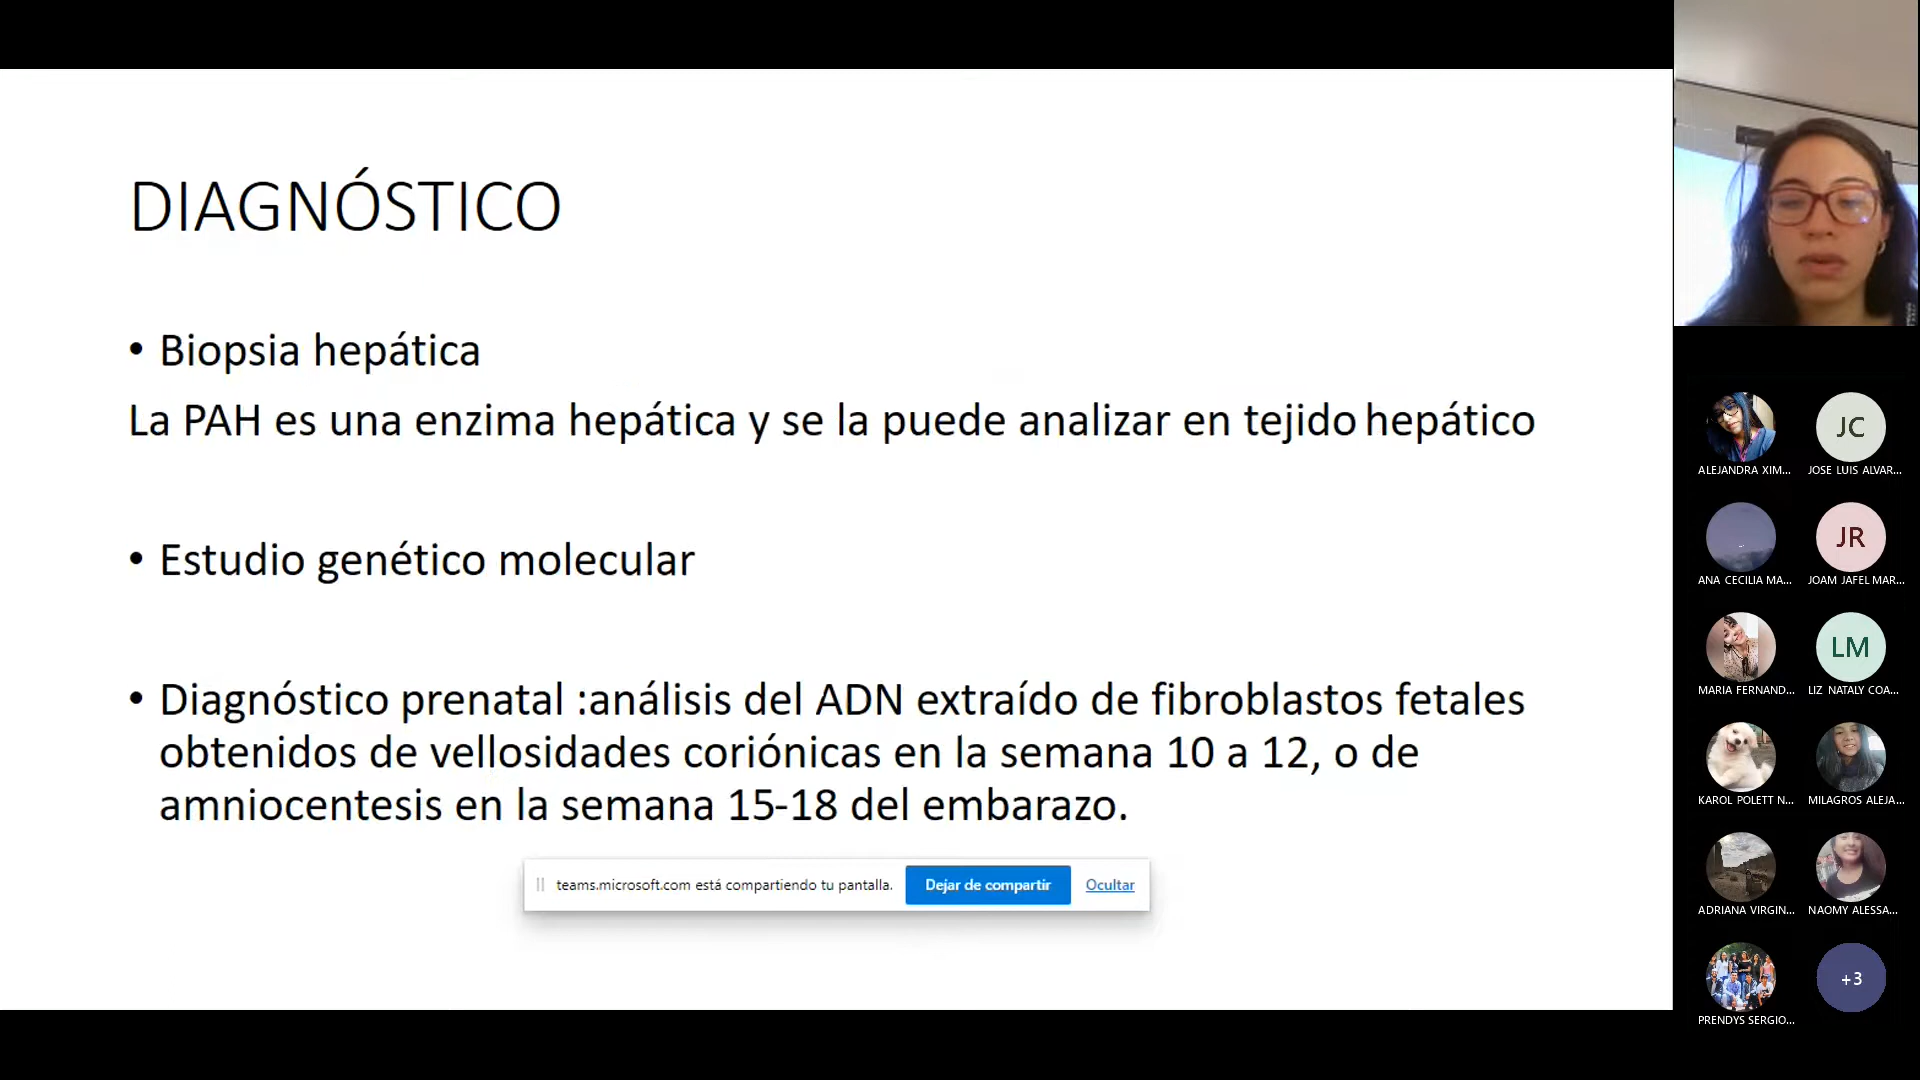 DIAGNÓSTICO
• Biopsia hepática
La PAH es una enzima hepática y se la puede analizar en tejido hepático
• Estudio genético molecular
• Diagnóstico prenatal :análisis del ADN extraído de fibroblastos fetales
obtenidos de vellosidades coriónicas en la semana 10 a 12, o de
amniocentesis en la semana 15-18 del embarazo.
teams.microsoft.com está compartiendo tu pantalla. Dejar de compartir Ocultar
JC
ALEJANDRA XIM... JOSE LUIS ALVAR...
JR
ANA CECILIA MA... JOAM JAFEL MAR...
LM
MARIA FERNAND... LIZ NATALY COA...
KAROL POLETT N... MILAGROS ALEJA...
ADRIANA VIRGIN... NAOMY ALESSA...
+3
PRENDYS SERGIO...